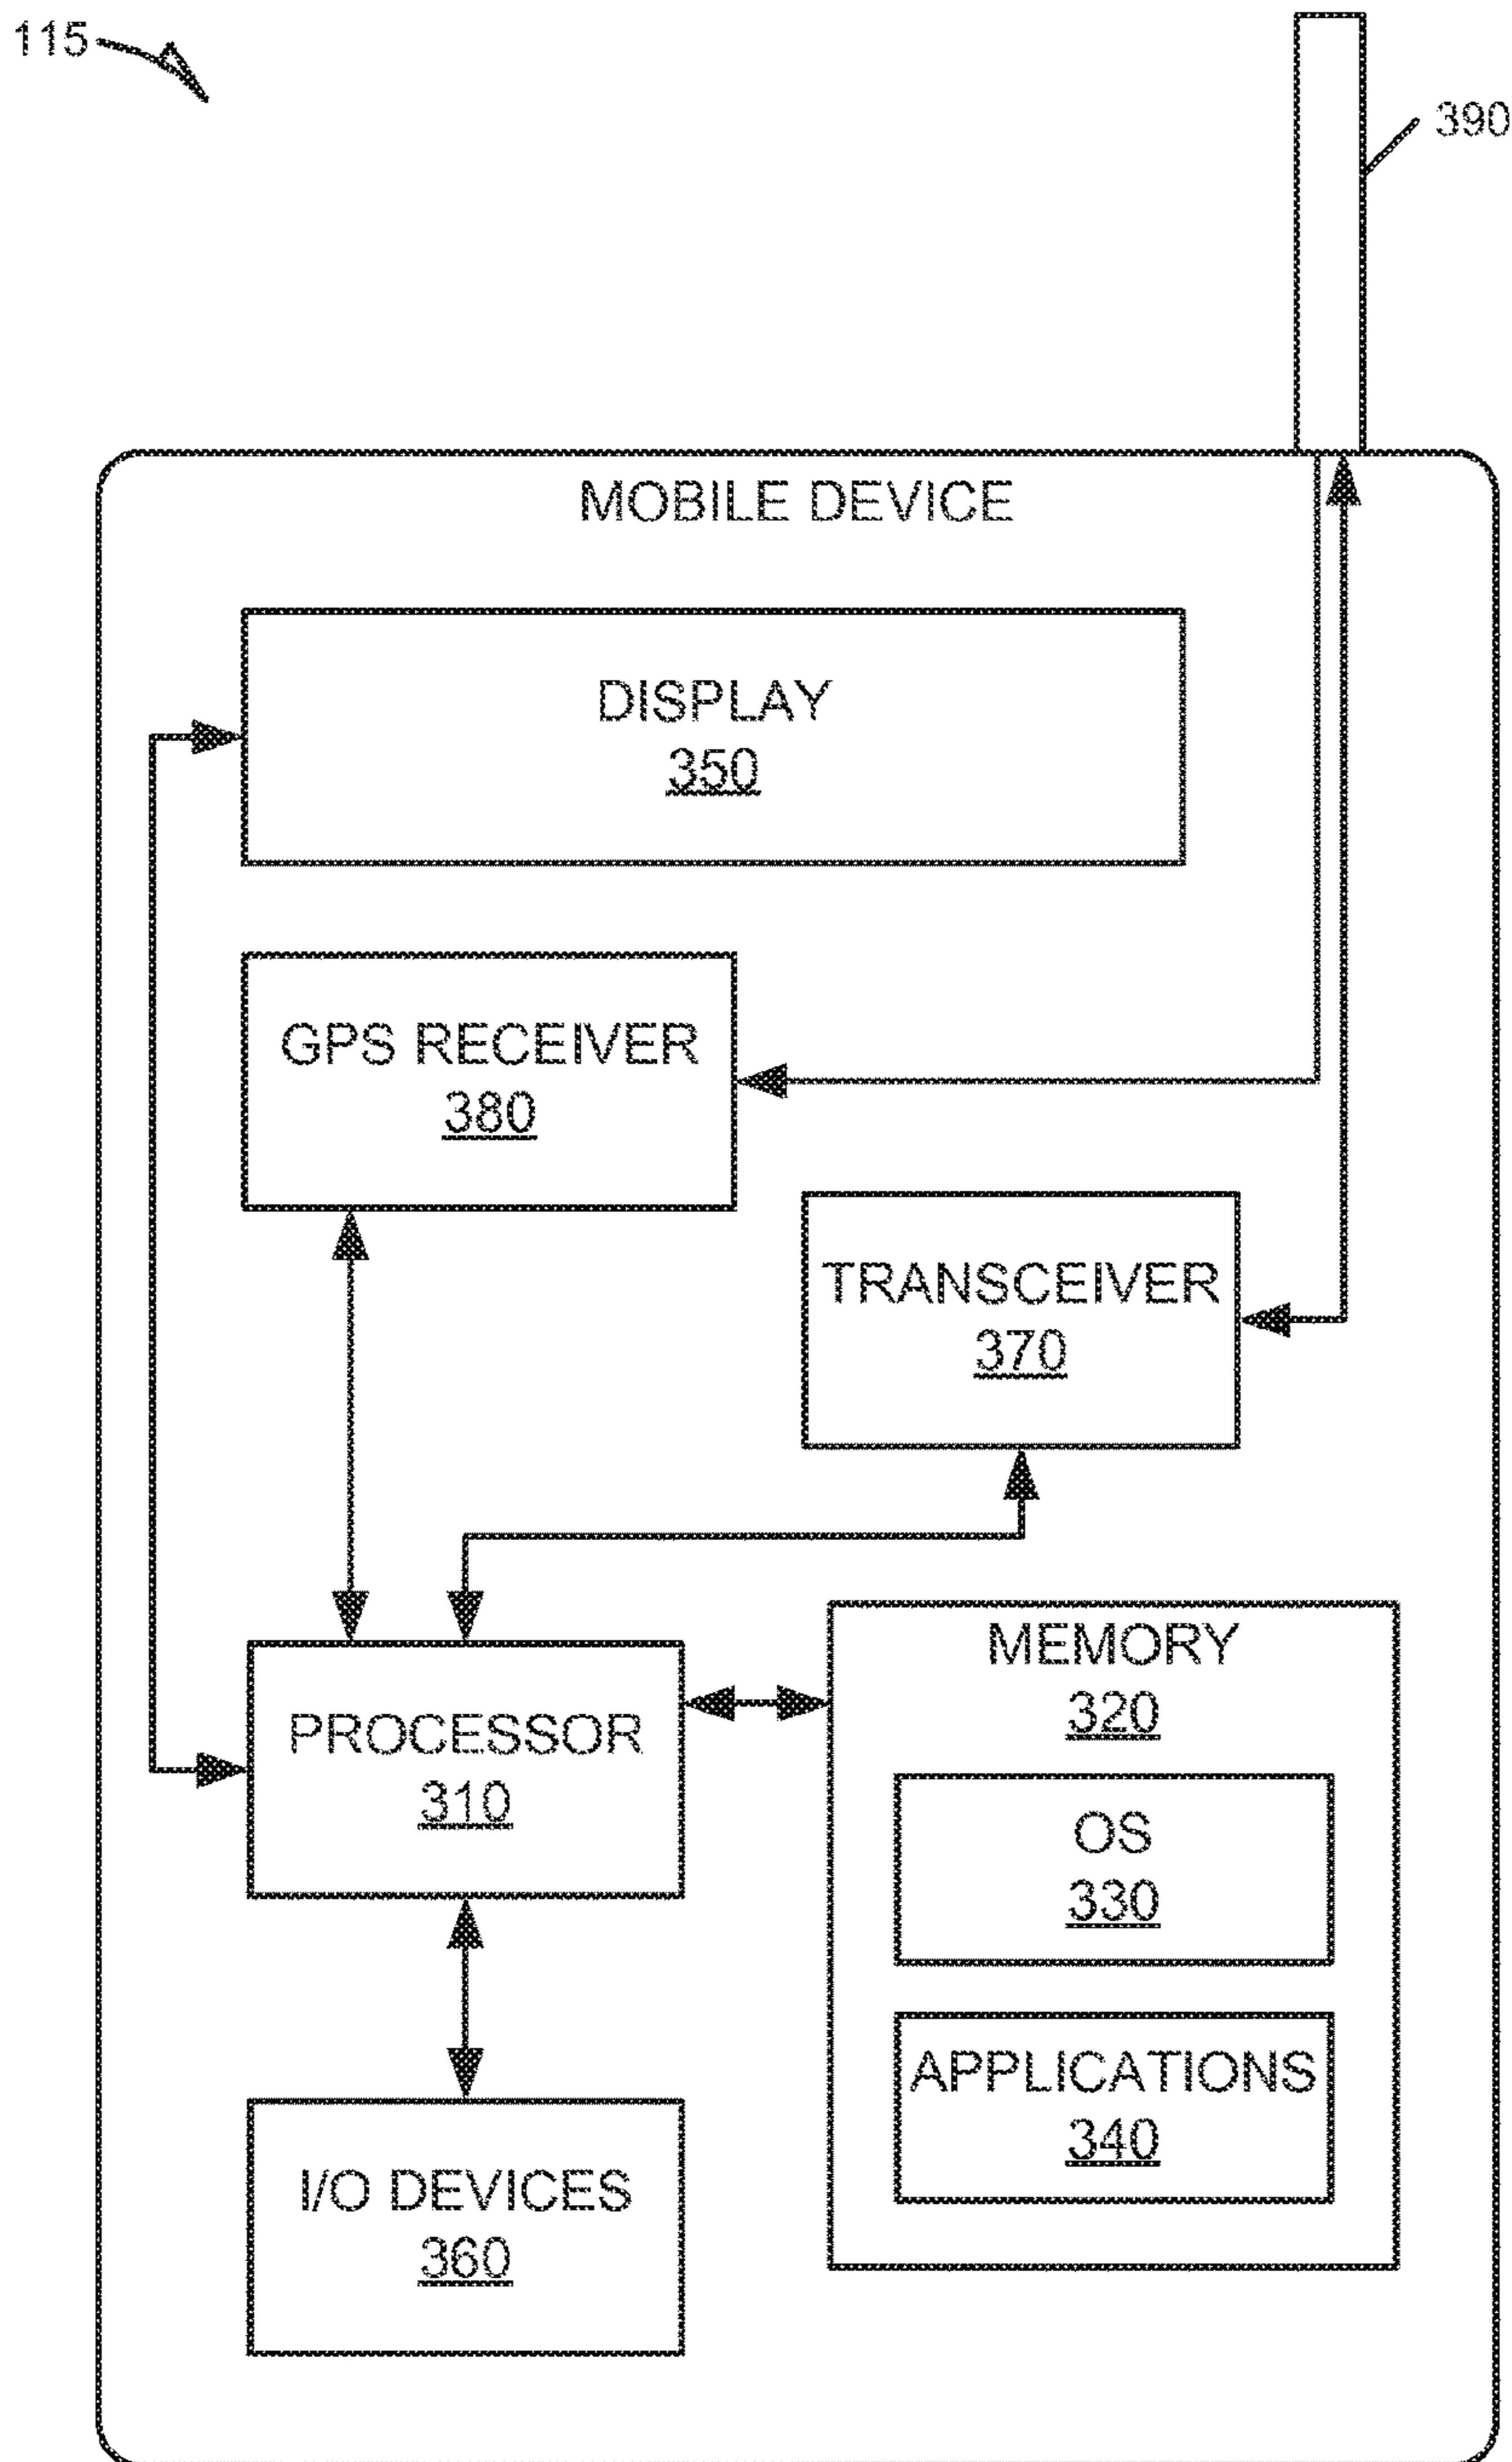 115
390
MOBILE DEVICE
DISPLAY
350
GPS RECEIVER
380
TRANSCEIVER
370
MEMORY
320
PROCESSOR
310
OS
330
APPLICATIONS
340
I/O DEVICES
360